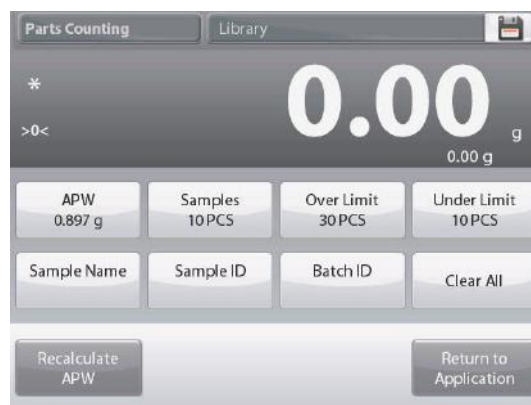 Parts Counting Library
*
0.00 g
>0<
0.00 g
APW Samples Over Limit Under Limit
0.897 g 10 PCS 30 PCS 10 PCS
Sample Name Sample ID Batch ID Clear All
Recalculate Return to
APW Application